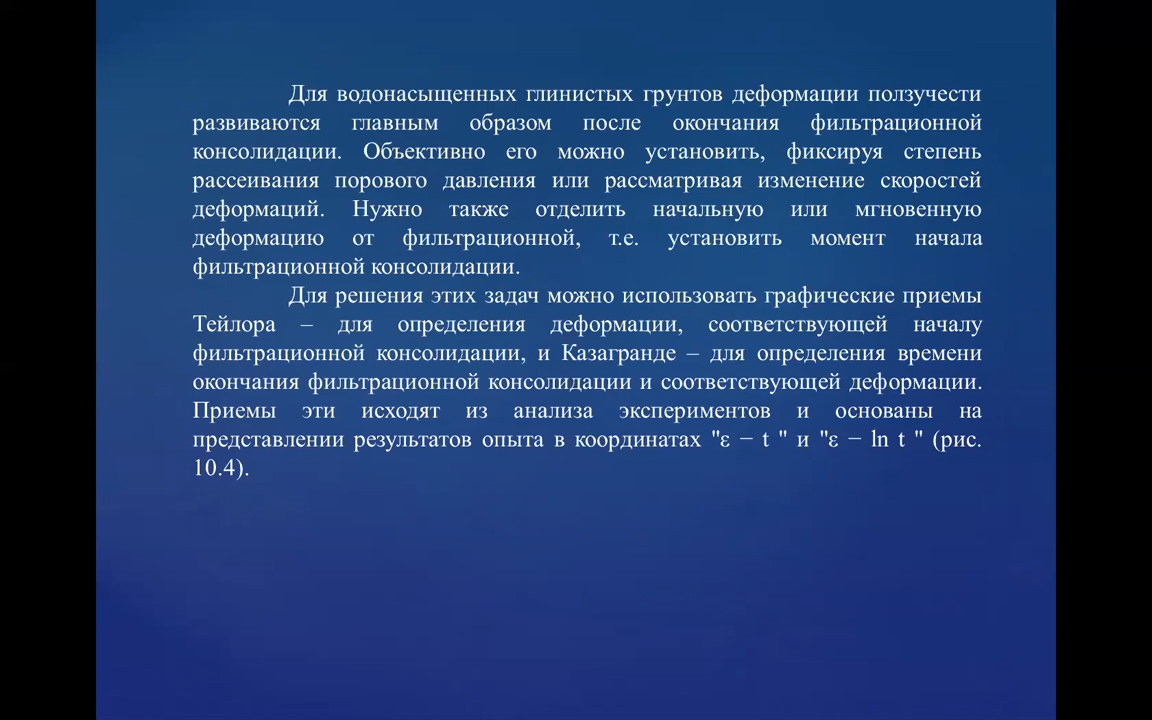 Для водонасыщенных глинистых грунтов деформации ползучести
развиваются главным образом после окончания фильтрационной
консолидации. Объективно его можно установить, фиксируя степень
рассеивания порового давления или рассматривая изменение скоростей
деформаций. Нужно также отделить начальную или мгновенную
деформацию от фильтрационной, т.е. установить момент начала
фильтрационной консолидации.
Для решения этих задач можно использовать графические приемы
Тейлора – для определения деформации, соответствующей началу
фильтрационной консолидации, и Казагранде – для определения времени
окончания фильтрационной консолидации и соответствующей деформации.
Приемы эти исходят из анализа экспериментов и основаны на
представлении результатов опыта в координатах "ε − t " и "ε − ln t " (рис.
10.4).